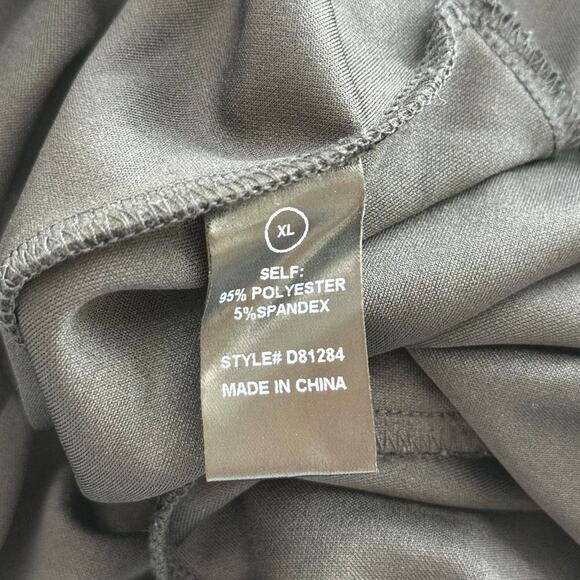 XL
SELF:
95% POLYESTER
5%SPANDEX
STYLE# D81284
MADE IN CHINA